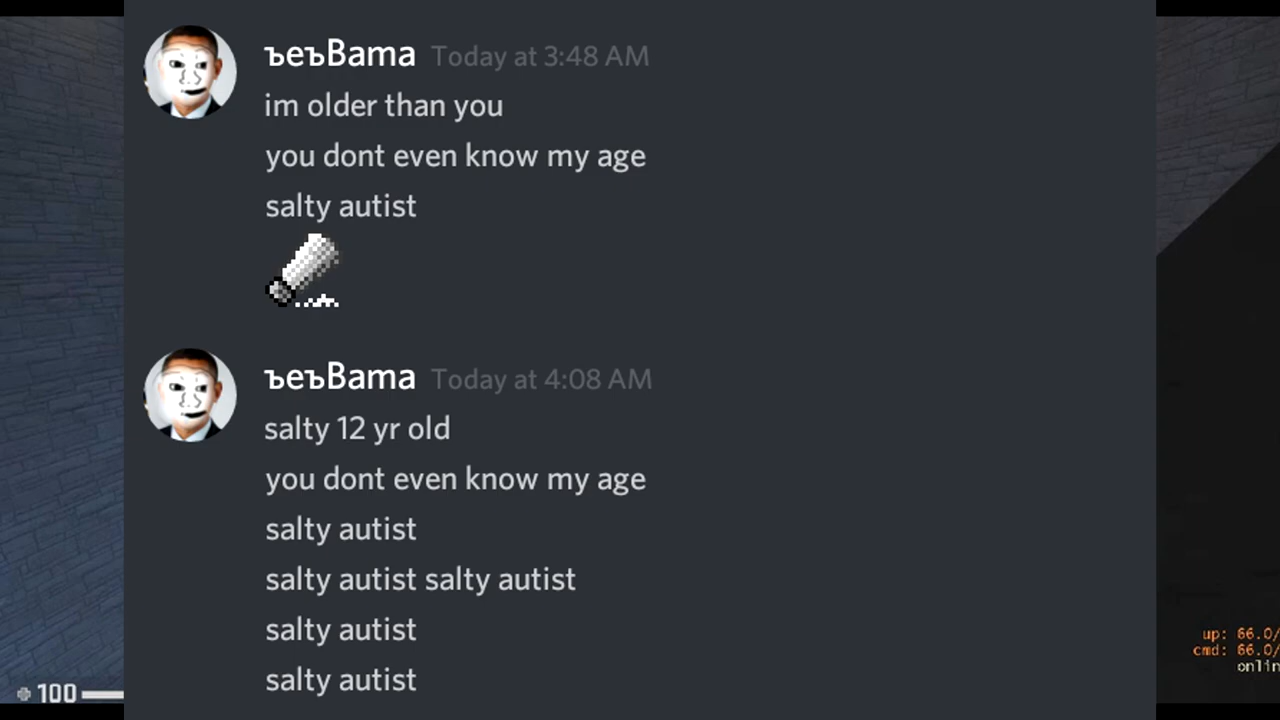 ъеъBama Today at 3:48 AM
im older than you
you dont even know my age
salty autist
ъеъBama Today at 4:08 AM
salty 12 yr old
you dont even know my age
salty autist
salty autist salty autist
salty autist
salty autist
100
up: 66.0/
cmd: 66.0/
onlin